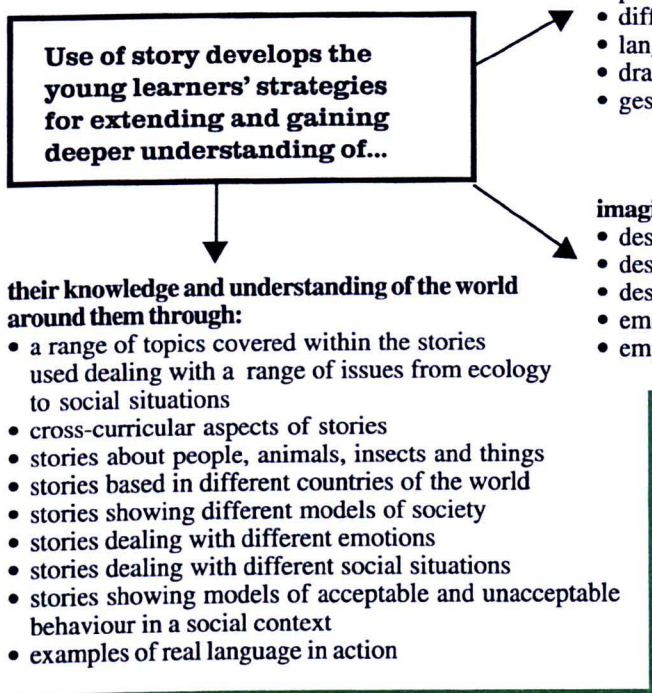 Use of story develops the
young learners' strategies
for extending and gaining
deeper understanding of...
their knowledge and understanding of the world
around them through:
• a range of topics covered within the stories
used dealing with a range of issues from ecology
to social situations
• cross-curricular aspects of stories
• stories about people, animals, insects and things
• stories based in different countries of the world
• stories showing different models of society
• stories dealing with different emotions
• stories dealing with different social situations
• stories showing models of acceptable and unacceptable
behaviour in a social context
• examples of real language in action